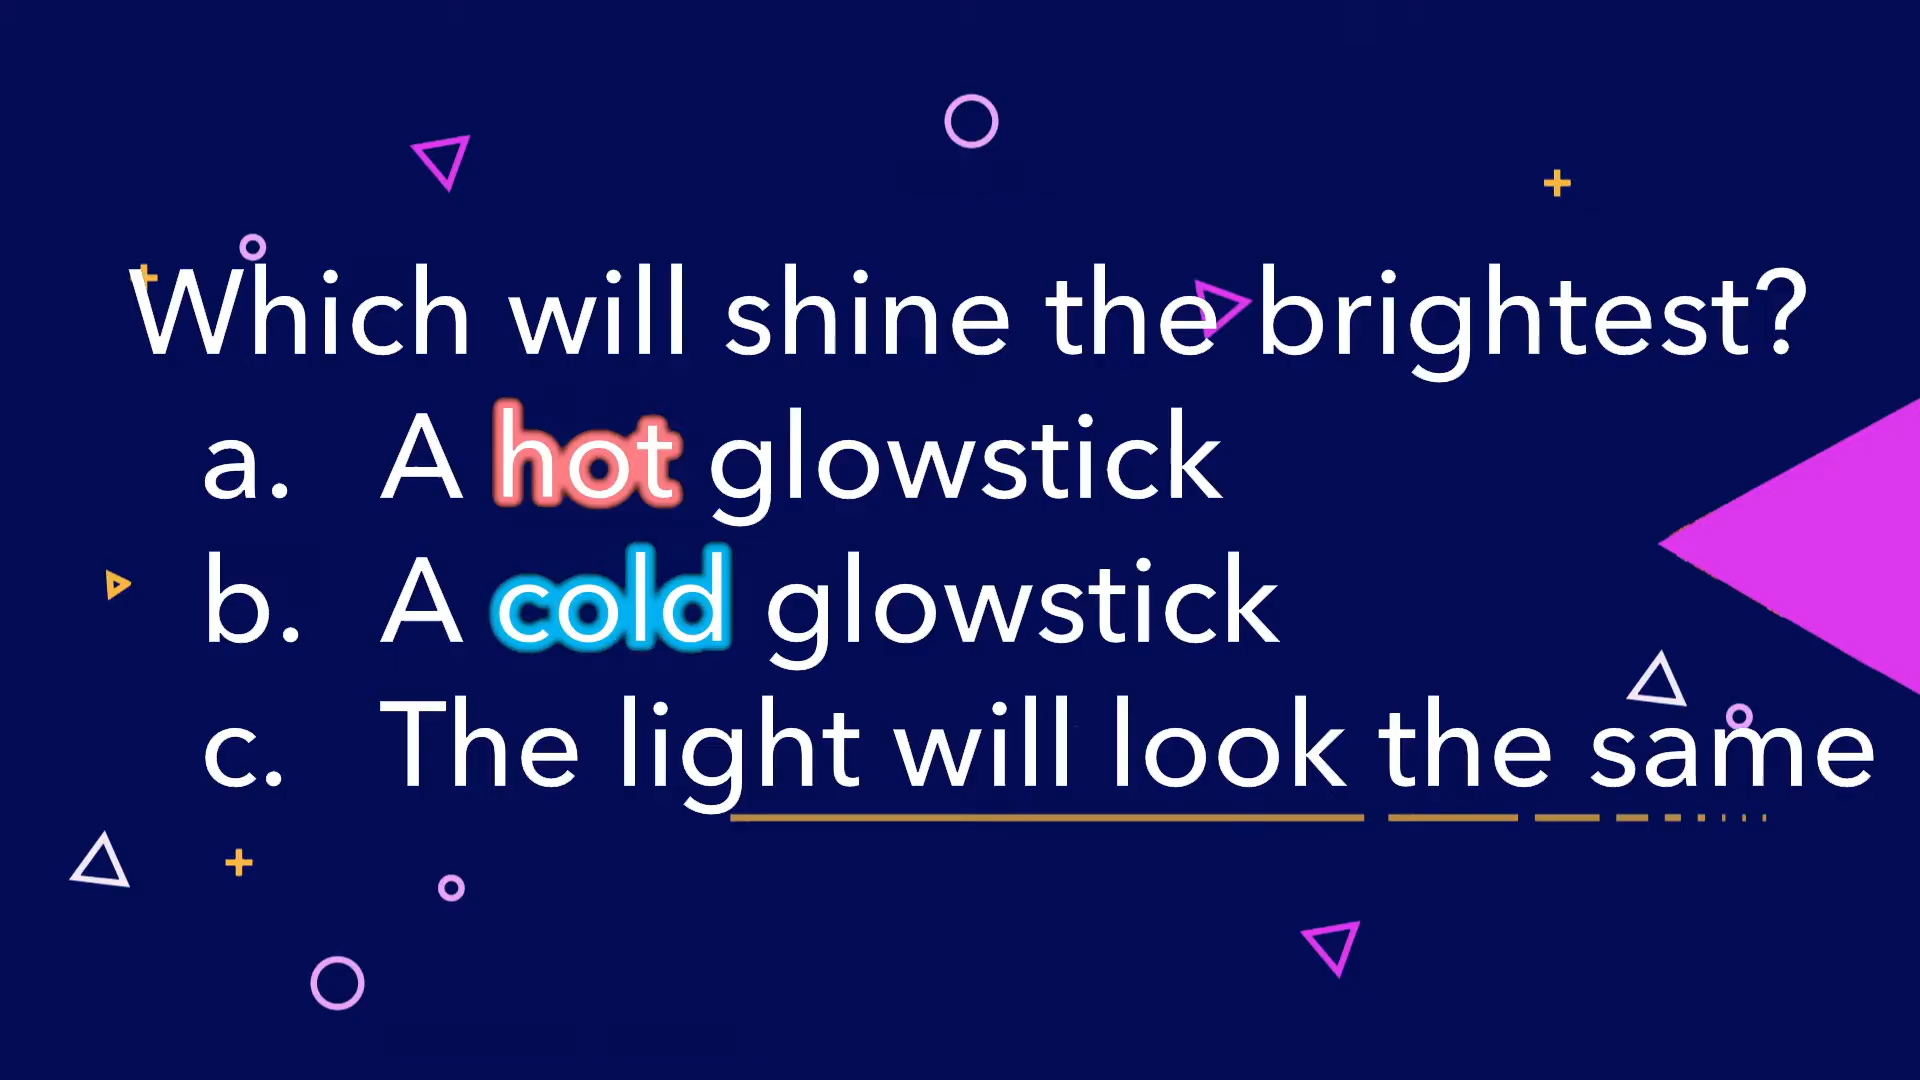 Which will shine the brightest?
a. A hot glowstick
b. A cold glowstick
c. The light will look the same